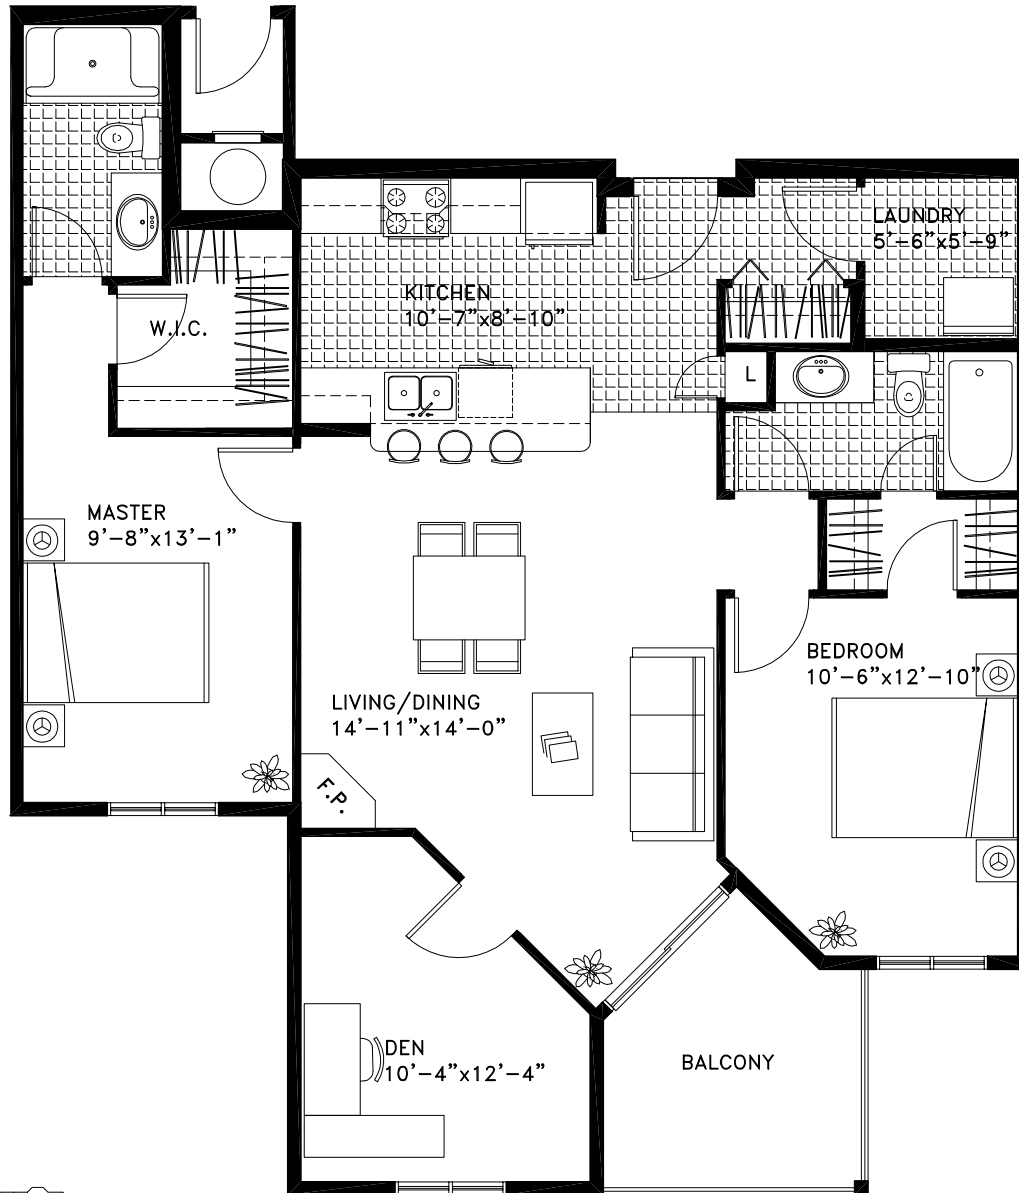 LAUNDRY
5'-6"x5'-9"
KITCHEN
10'-7"x8'-10"
W.I.C.
L
MASTER
9'-8"x13'-1"
BEDROOM
10'-6"x12'-10"
LIVING/DINING
14'-11"x14'-0"
F.P.
DEN
10'-4"x12'-4"
BALCONY